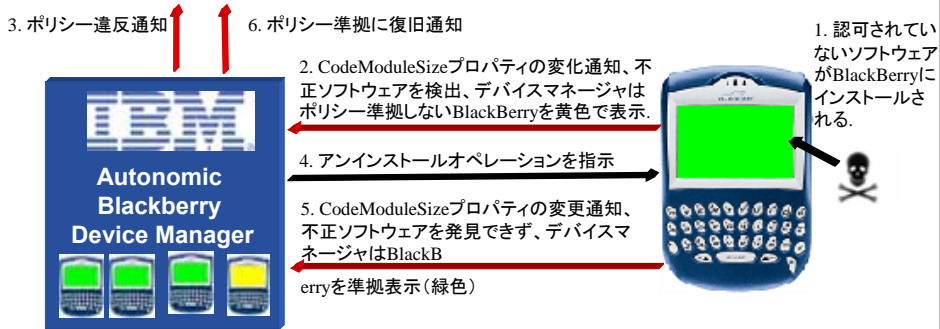 3. ポリシー違反通知
6. ポリシー準拠に復旧通知
1. 認可されてい
ないソフトウェア
がBlackBerryに
インストールさ
れる.
2. CodeModuleSizeプロパティの変化通知、不
正ソフトウェアを検出、デバイスマネージャは
ポリシー準拠しないBlackBerryを黄色で表示.
IBM
4. アンインストールオペレーションを指示
Autonomic
Blackberry
Device Manager
5. CodeModuleSizeプロパティの変更通知、
不正ソフトウェアを発見できず、デバイスマ
ネージャはBlackB
erryを準拠表示（緑色）